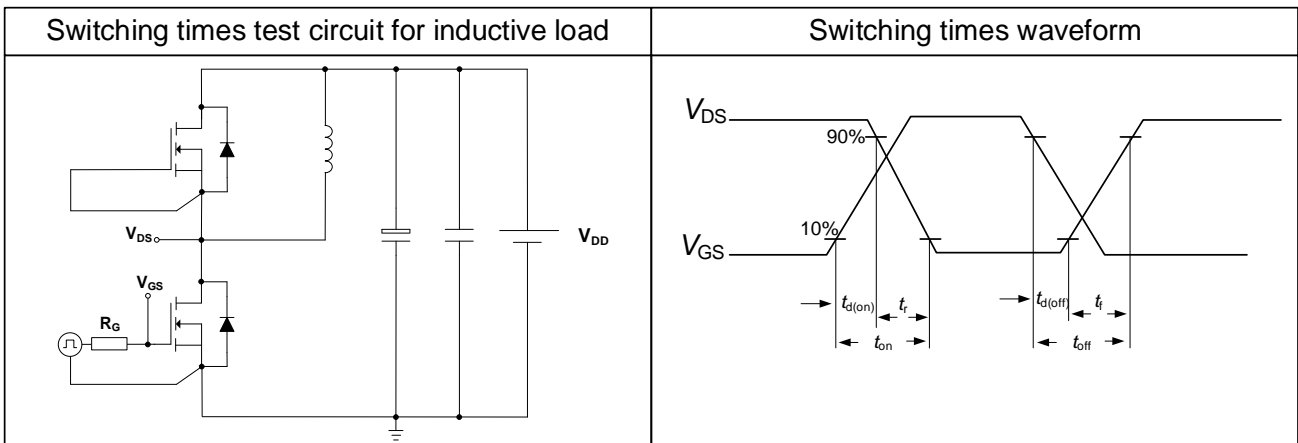 Switching times test circuit for inductive load
Switching times waveform
VDS
VGS
RG
VDD
VDS
90%
10%
VGS
td(on)
tr
ton
td(off)
tf
toff